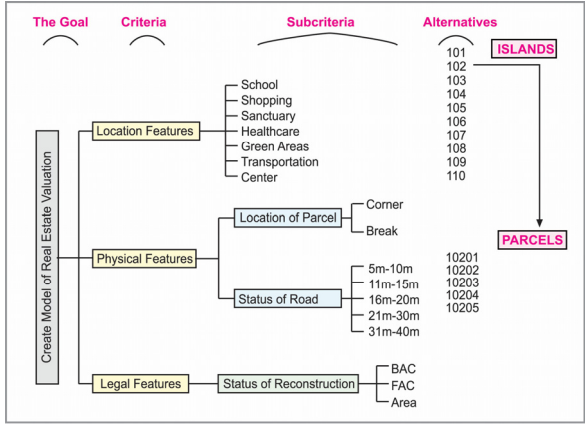 The Goal
Criteria
Subcriteria
Alternatives
ISLANDS
101
102
103
104
105
106
107
108
109
110
Create Model of Real Estate Valuation
Location Features
School
Shopping
Sanctuary
Healthcare
Green Areas
Transportation
Center
Physical Features
Location of Parcel
Corner
Break
Status of Road
5m-10m
11m-15m
16m-20m
21m-30m
31m-40m
PARCELS
10201
10202
10203
10204
10205
Legal Features
Status of Reconstruction
BAC
FAC
Area